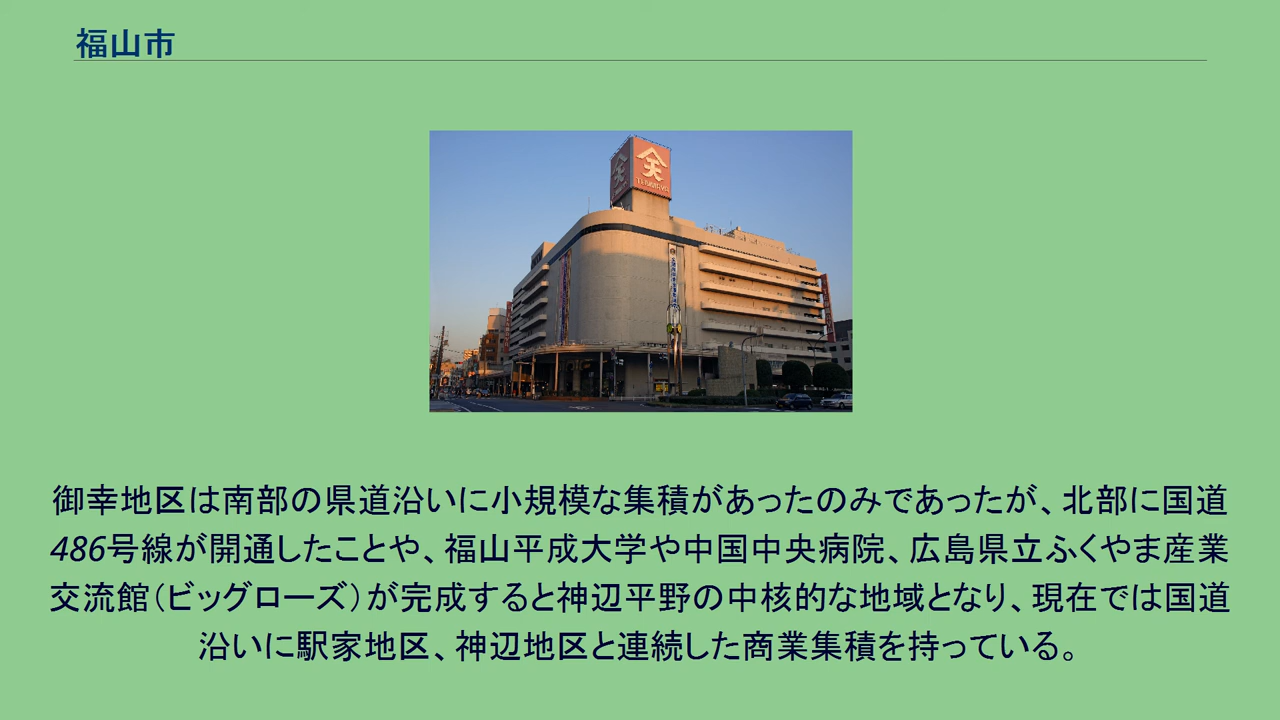 福山市
天
TENMAYA
御幸地区は南部の県道沿いに小規模な集積があったのみであったが、北部に国道
486号線が開通したことや、福山平成大学や中国中央病院、広島県立ふくやま産業
交流館（ビッグローズ）が完成すると神辺平野の中核的な地域となり、現在では国道
沿いに駅家地区、神辺地区と連続した商業集積を持っている。